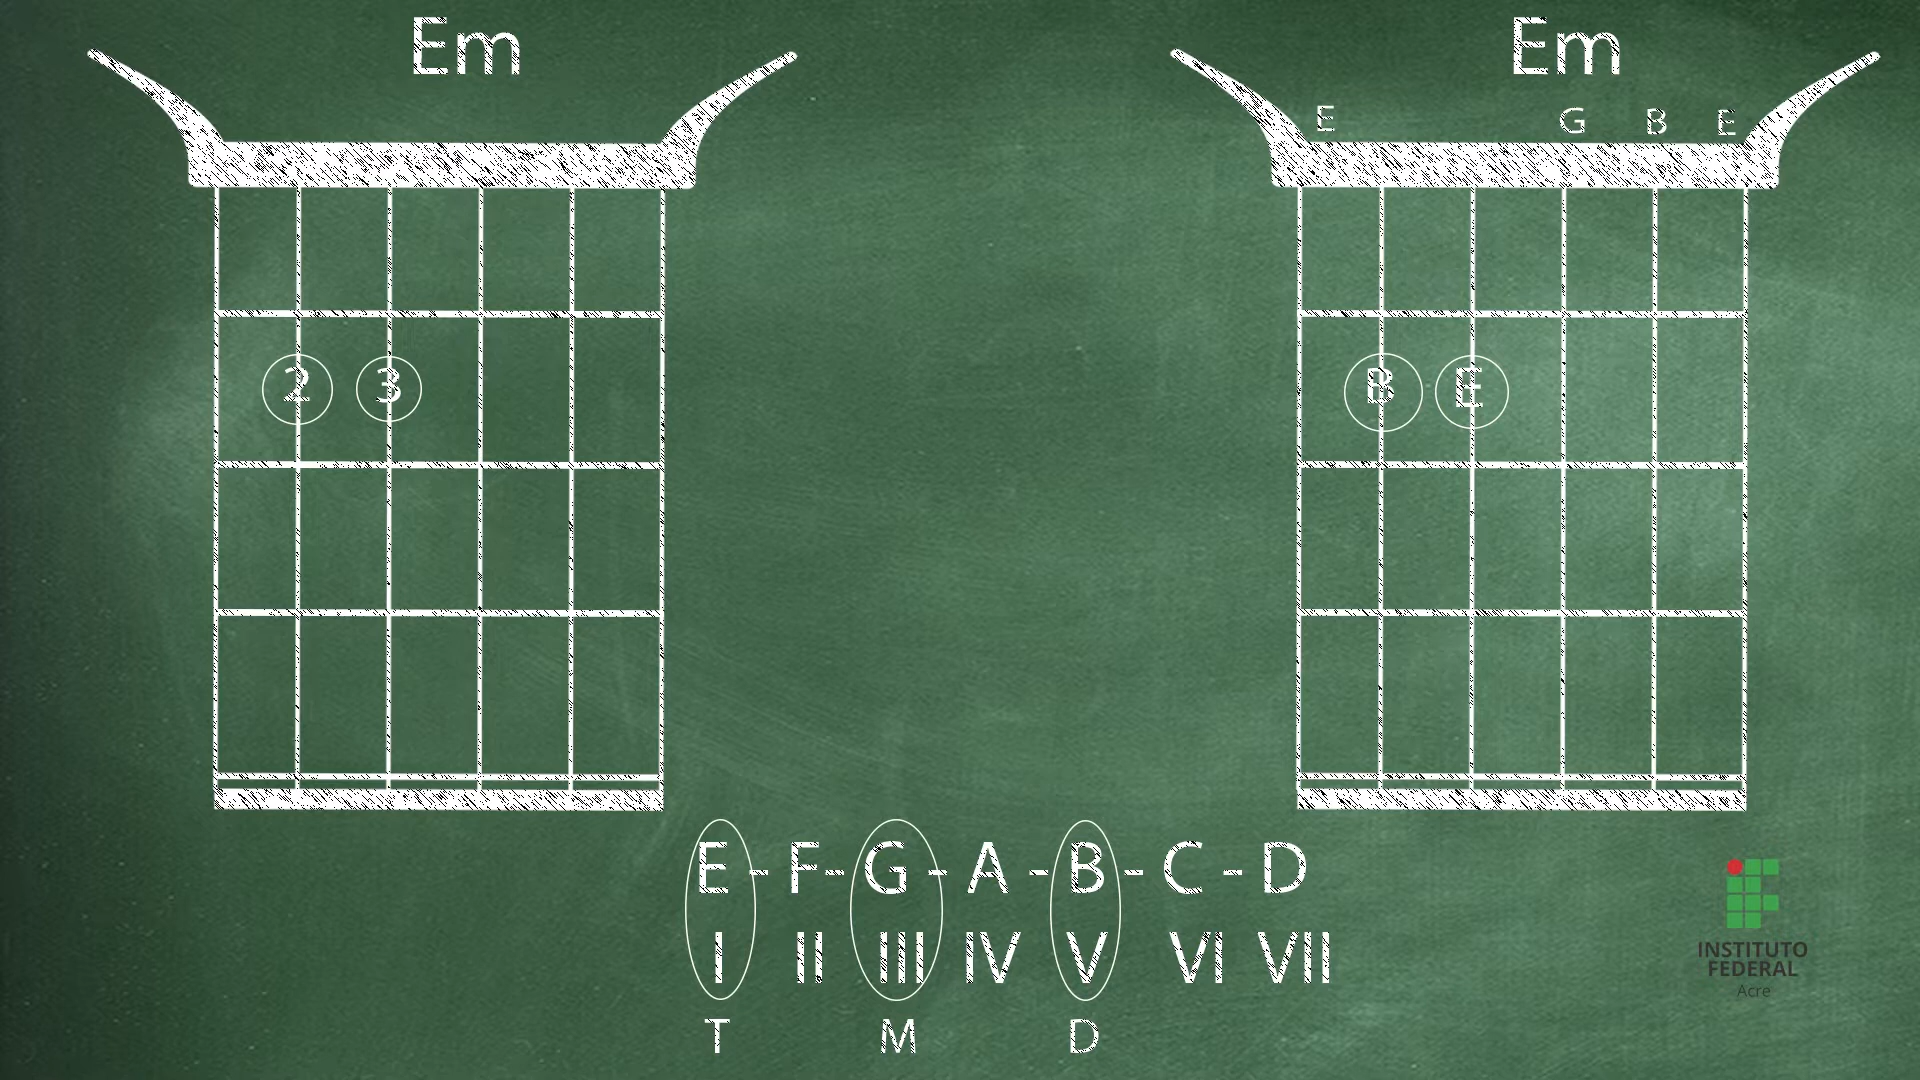 Em
Em
E G B E
2 3
B E
E - F - G - A - B - C - D
I II III IV V VI VII
T M D
INSTITUTO
FEDERAL
Acre